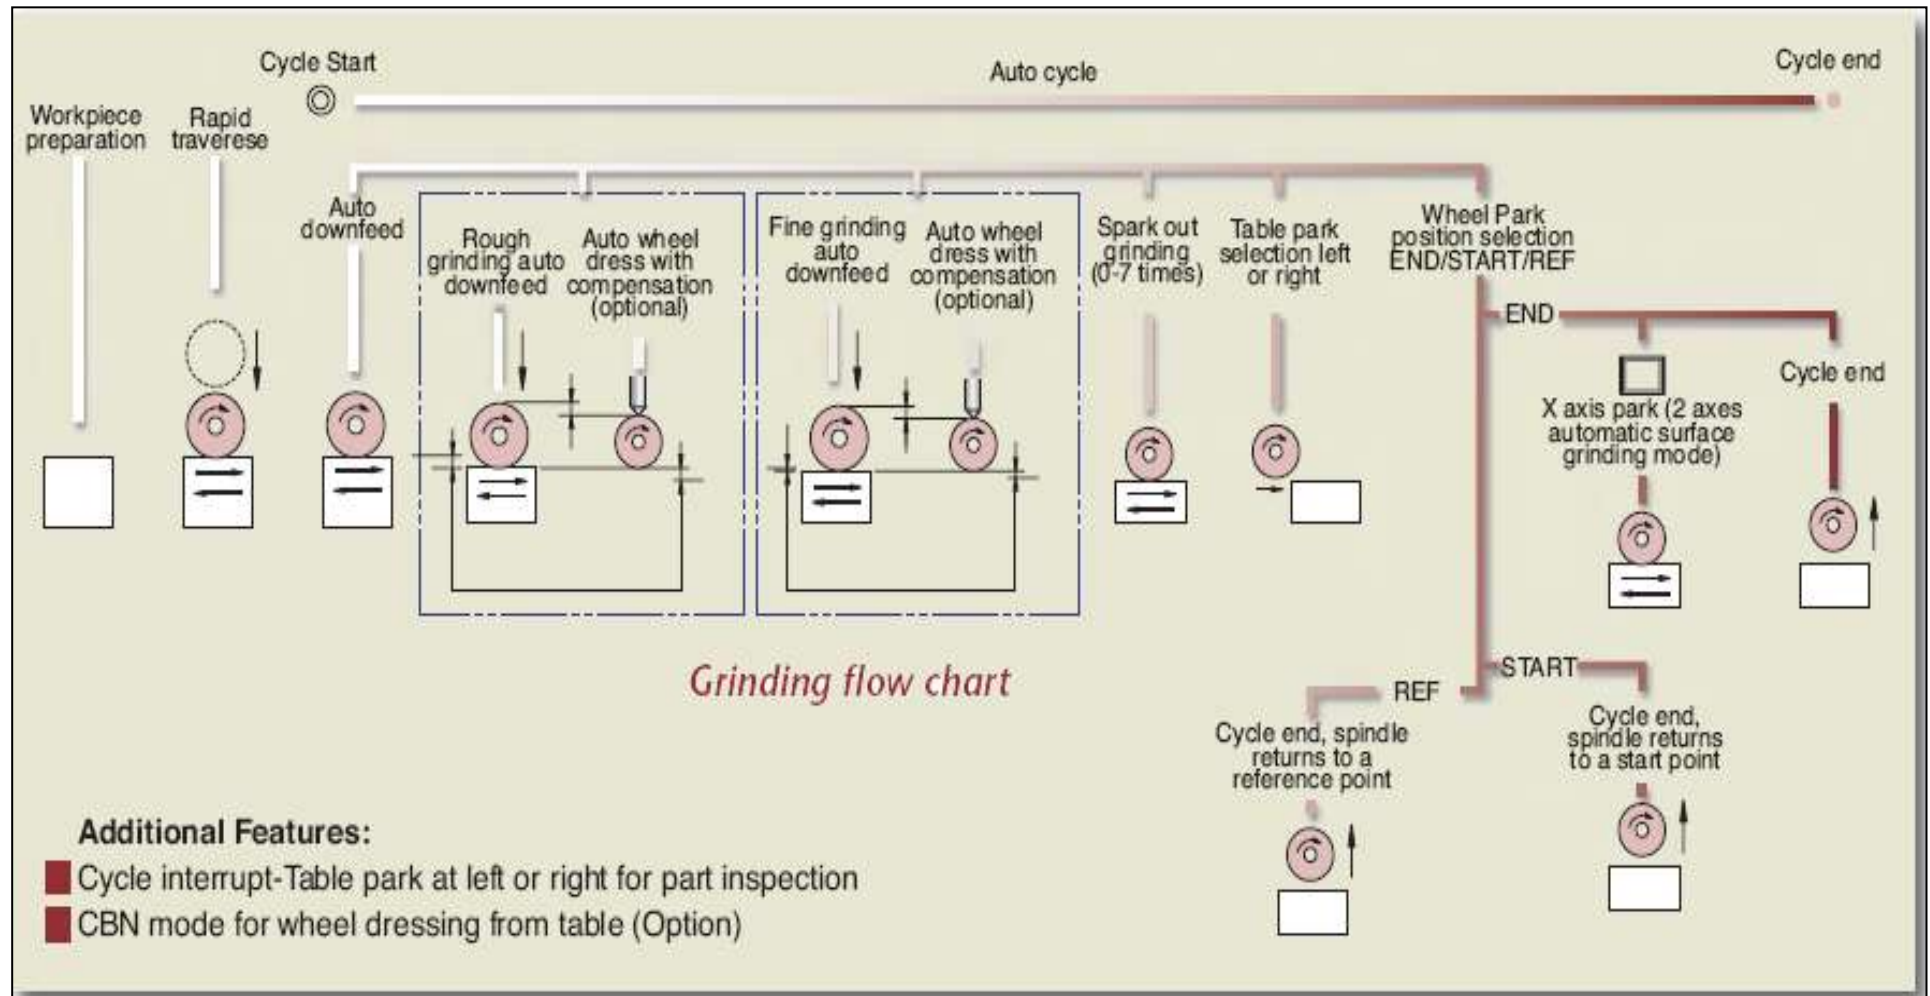 Cycle Start
Auto cycle
Cycle end
Workpiece
preparation
Rapid
traverese
Auto
downfeed
Rough
grinding auto
downfeed
Auto wheel
dress with
compensation
(optional)
Fine grinding
auto
downfeed
Auto wheel
dress with
compensation
(optional)
Spark out
grinding
(0-7 times)
Table park
selection left
or right
Wheel Park
position selection
END/START/REF
END
X axis park (2 axes
automatic surface
grinding mode)
Cycle end
START
REF
Cycle end, spindle
returns to a
reference point
Cycle end,
spindle returns
to a start point
Grinding flow chart
Additional Features:
Cycle interrupt-Table park at left or right for part inspection
CBN mode for wheel dressing from table (Option)